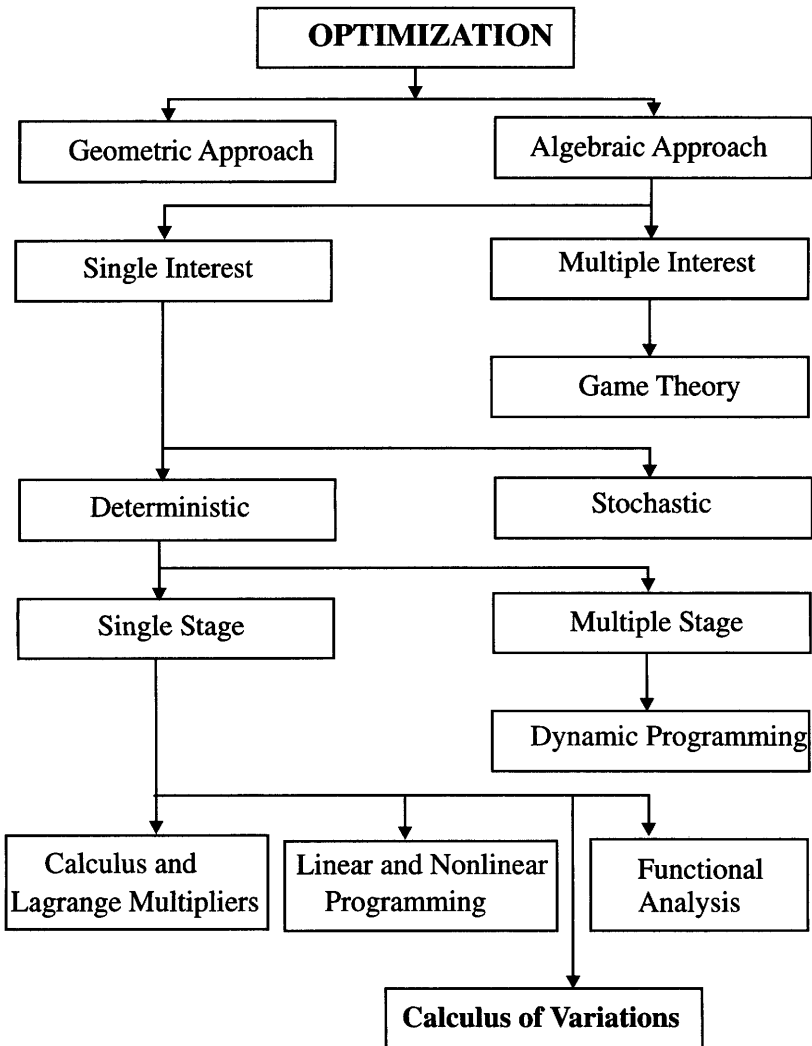 OPTIMIZATION
Geometric Approach
Algebraic Approach
Single Interest
Multiple Interest
Game Theory
Deterministic
Stochastic
Single Stage
Multiple Stage
Dynamic Programming
Calculus and
Lagrange Multipliers
Linear and Nonlinear
Programming
Functional
Analysis
Calculus of Variations